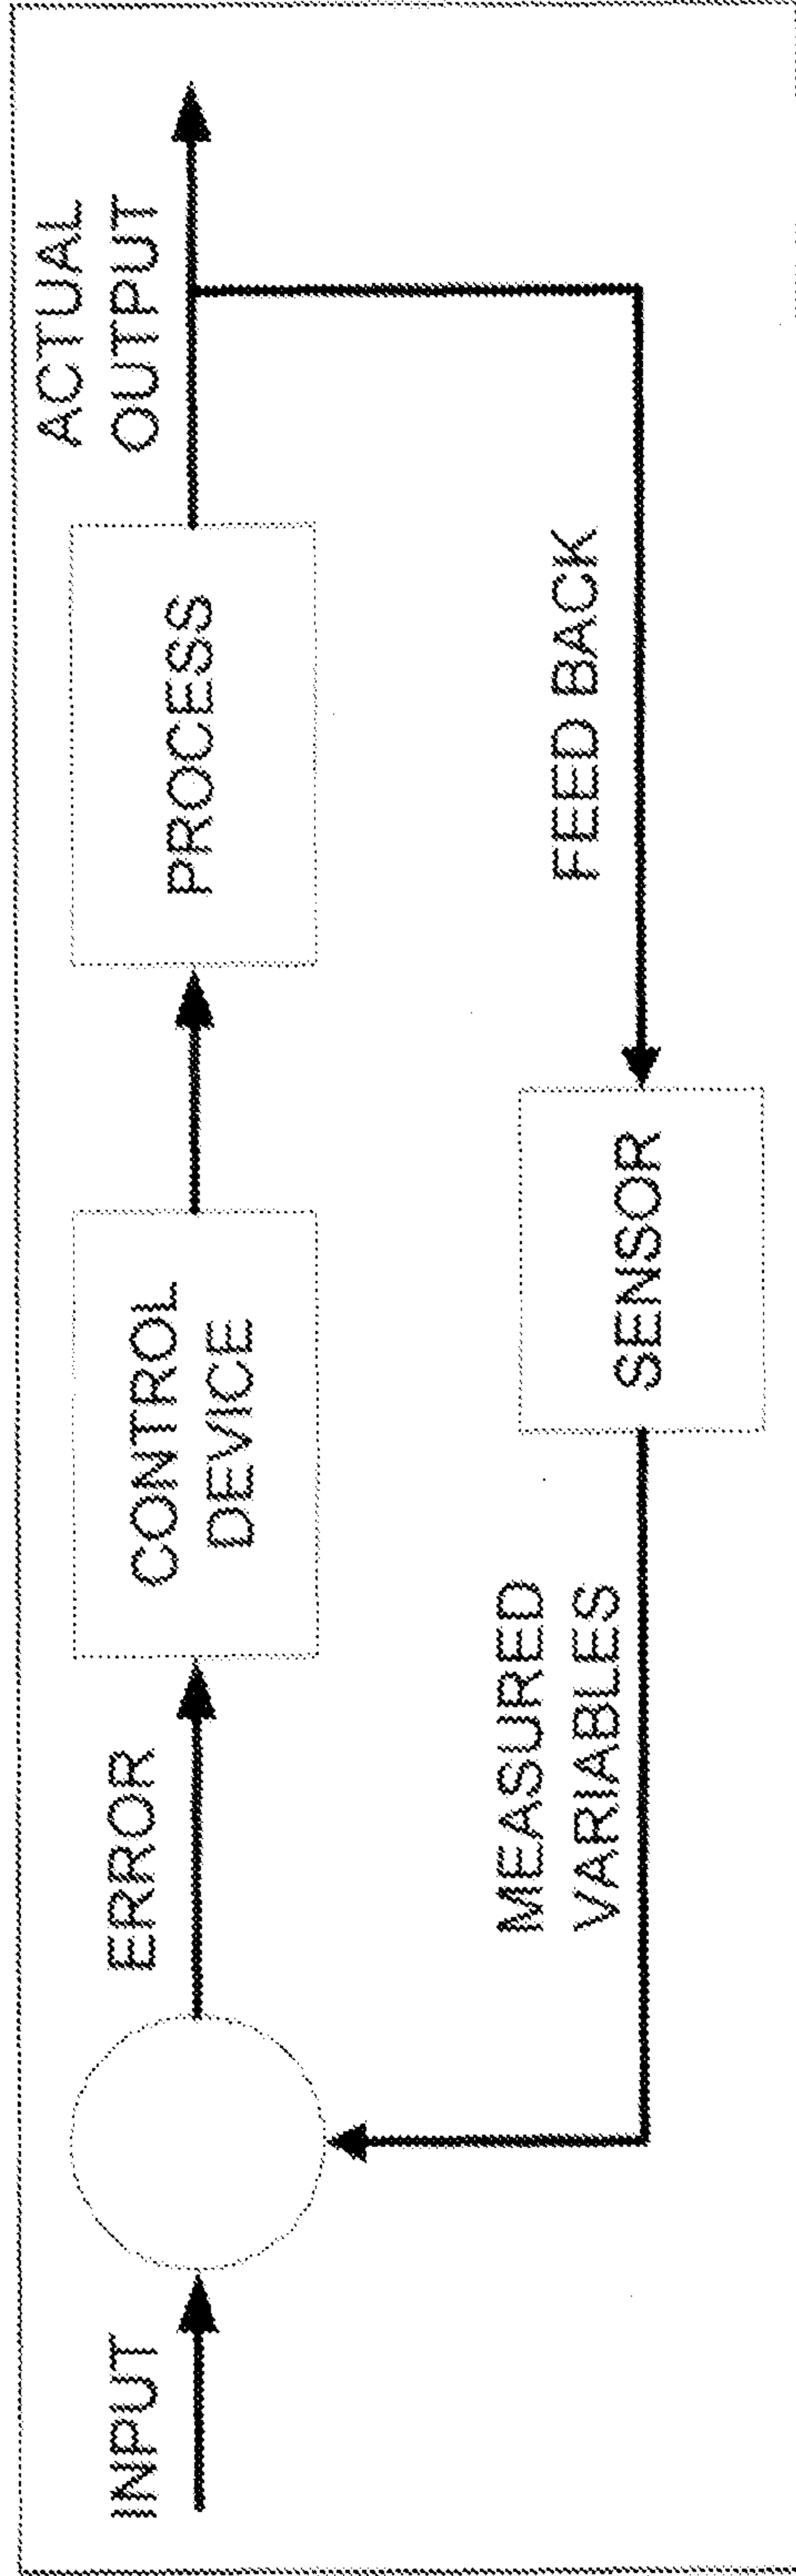 INPUT
ERROR
CONTROL
DEVICE
PROCESS
ACTUAL
OUTPUT
MEASURED
VARIABLES
SENSOR
FEED BACK